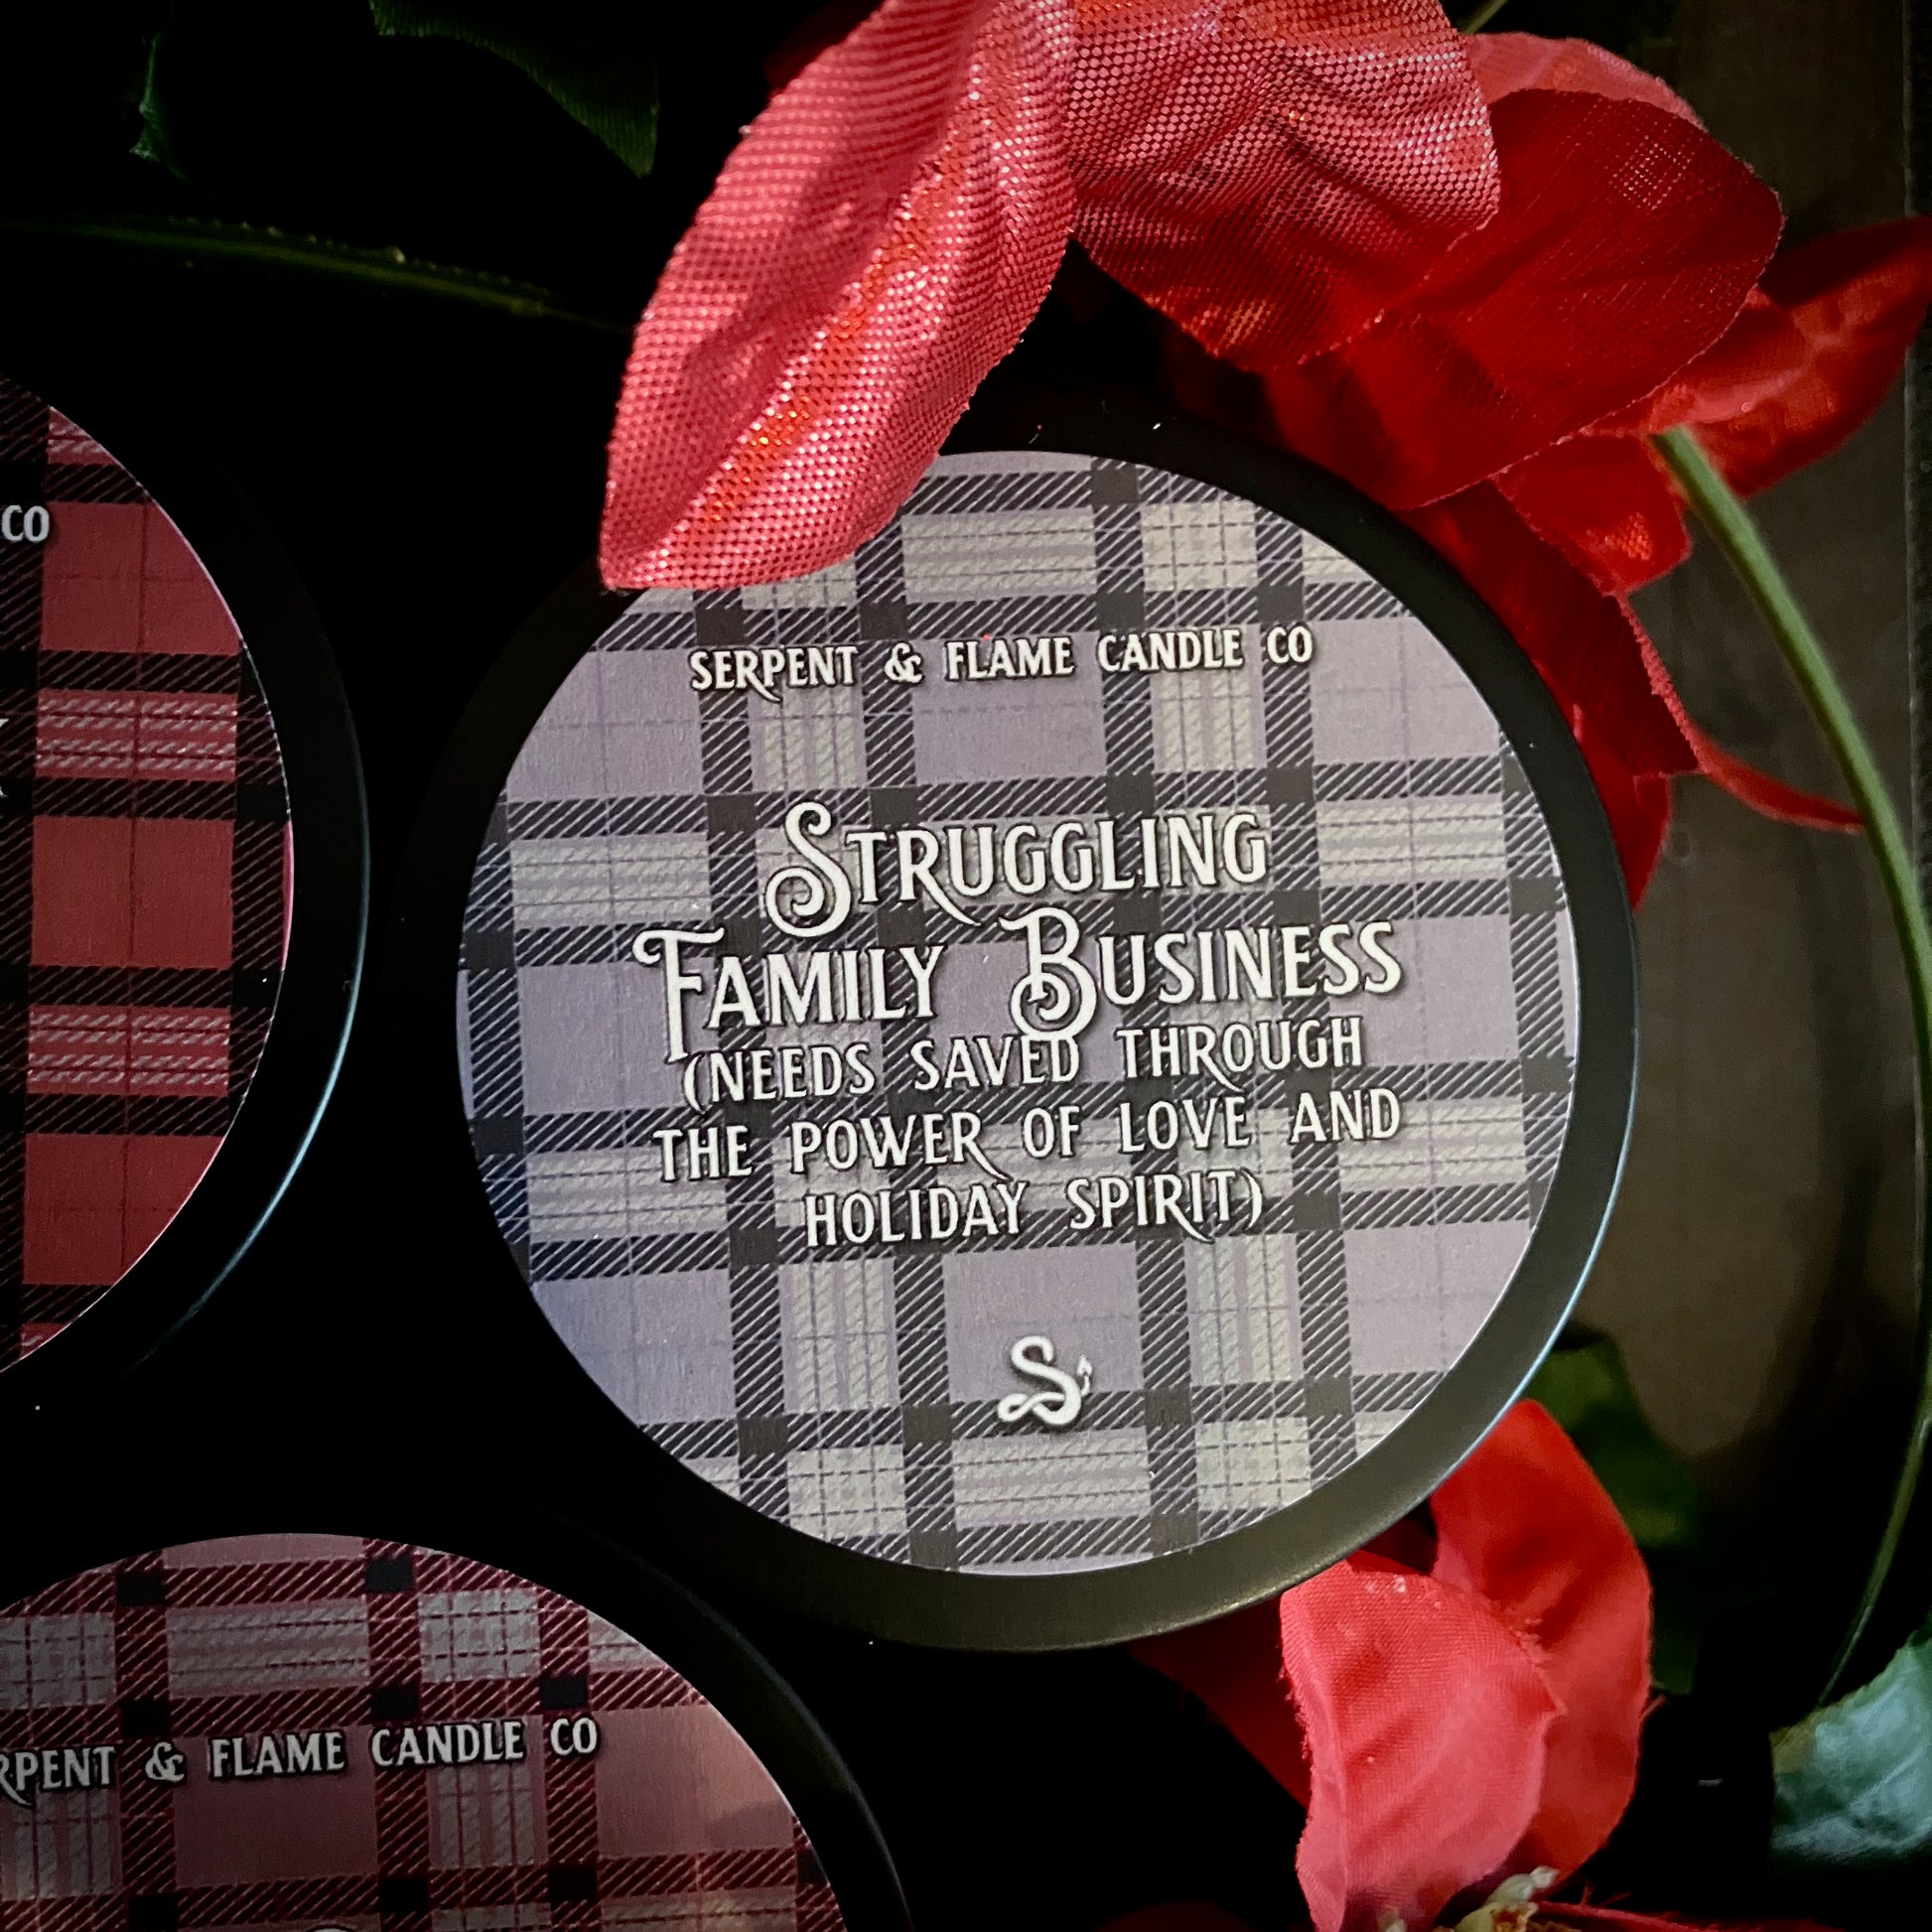 CO
SERPENT & FLAME CANDLE CO
STRUGGLING
FAMILY BUSINESS
(NEEDS SAVED THROUGH
THE POWER OF LOVE AND
HOLIDAY SPIRIT)
& FLAME CANDLE CO